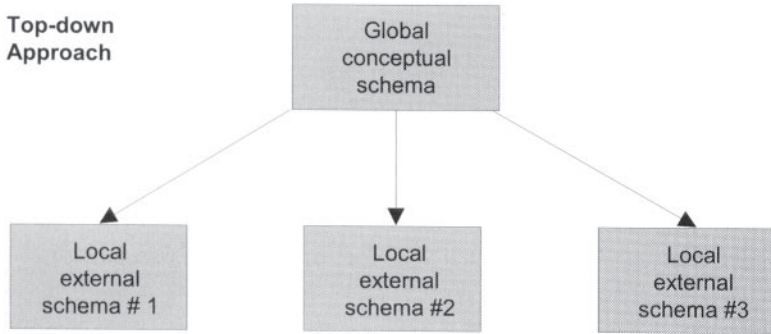 Top-down
Approach
Global
conceptual
schema
Local
external
schema # 1
Local
external
schema #2
Local
external
schema #3